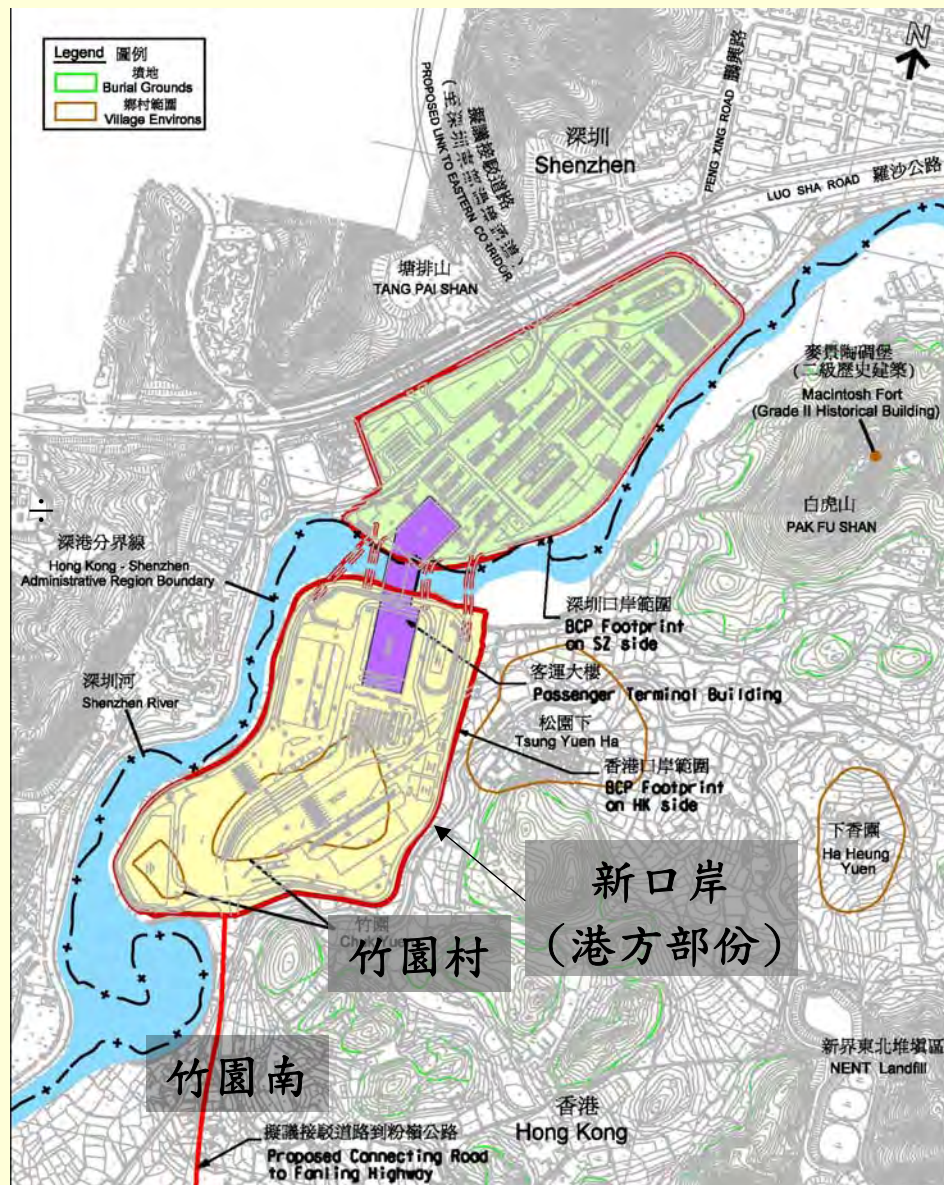 Legend 圖例
墳地
Burial Grounds
鄉村範圍
Village Environs
N
PENG XING ROAD 鵬興路
擬議接駁道路
PROPOSED LINK TO EASTERN CORRIDOR
深圳
Shenzhen
LUO SHA ROAD 羅沙公路
塘排山
TANG PAI SHAN
麥景陶碉堡
(二級歷史建築)
Macintosh Fort
(Grade II Historical Building)
白虎山
PAK FU SHAN
÷
深港分界線
Hong Kong - Shenzhen
Administrative Region Boundary
深圳口岸範圍
BCP Footprint
on SZ side
客運大樓
Passenger Terminal Building
深圳河
Shenzhen River
松園下
Tsung Yuen Ha
香港口岸範圍
BCP Footprint
on HK side
下香園
Ha Heung
Yuen
新口岸
(港方部份)
竹園
竹園村
竹園南
新界東北堆填區
NENT Landfill
香港
Hong Kong
擬議接駁道路到粉嶺公路
Proposed Connecting Road
to Fanling Highway